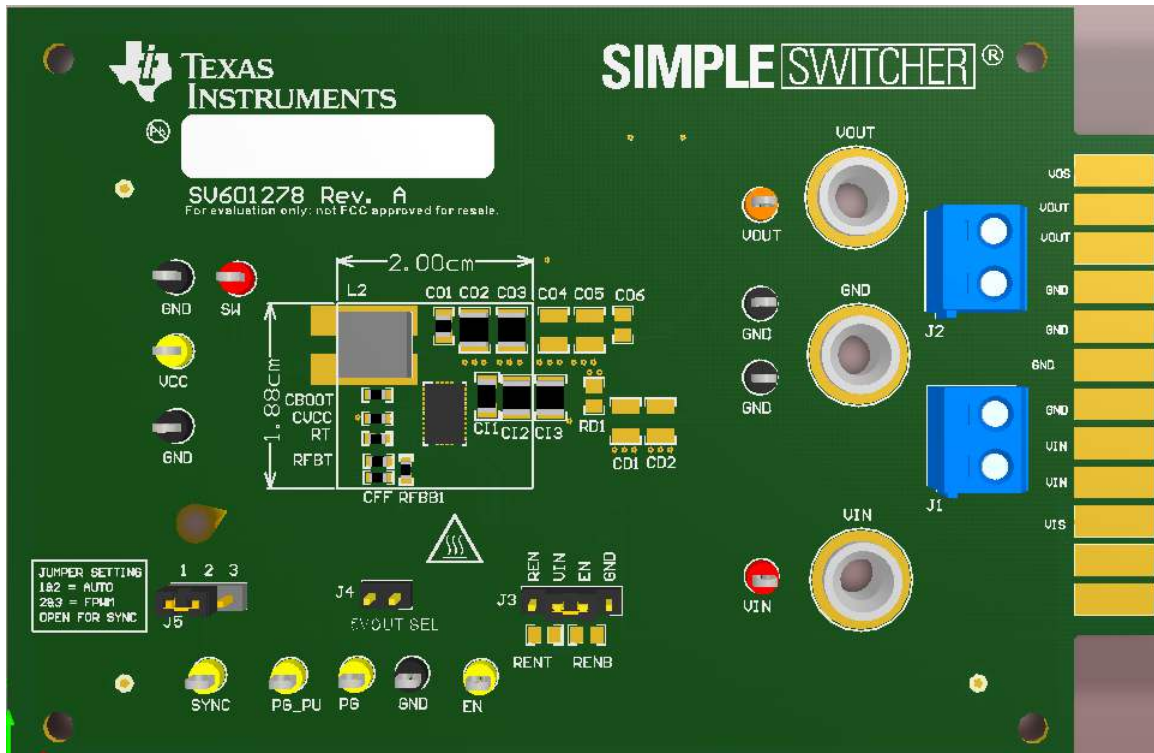 TEXAS
INSTRUMENTS
SIMPLE SWITCHER®
Pb
SV601278 Rev. A
For evaluation only; not FCC approved for resale.
VOUT
VOS
VOUT
VOUT
VOUT
2.00cm
L2
CO1 CO2 CO3 CO4 CO5 CO6
GND
SW
GND
GND
GND
J2
GND
VCC
1.88cm
GND
CBOOT
CVCC
RT
RFBT
CI1 CI2 CI3
RD1
CD1 CD2
GND
GND
VIN
VIN
J1
CFF RFBB1
VIN
VIS
JUMPER SETTING
1&2 = AUTO
2&3 = FPWM
OPEN FOR SYNC
1 2 3
J5
J4
5VOUT SEL
REN VIN EN GND
J3
RENT RENB
VIN
SYNC PG_PU PG GND EN